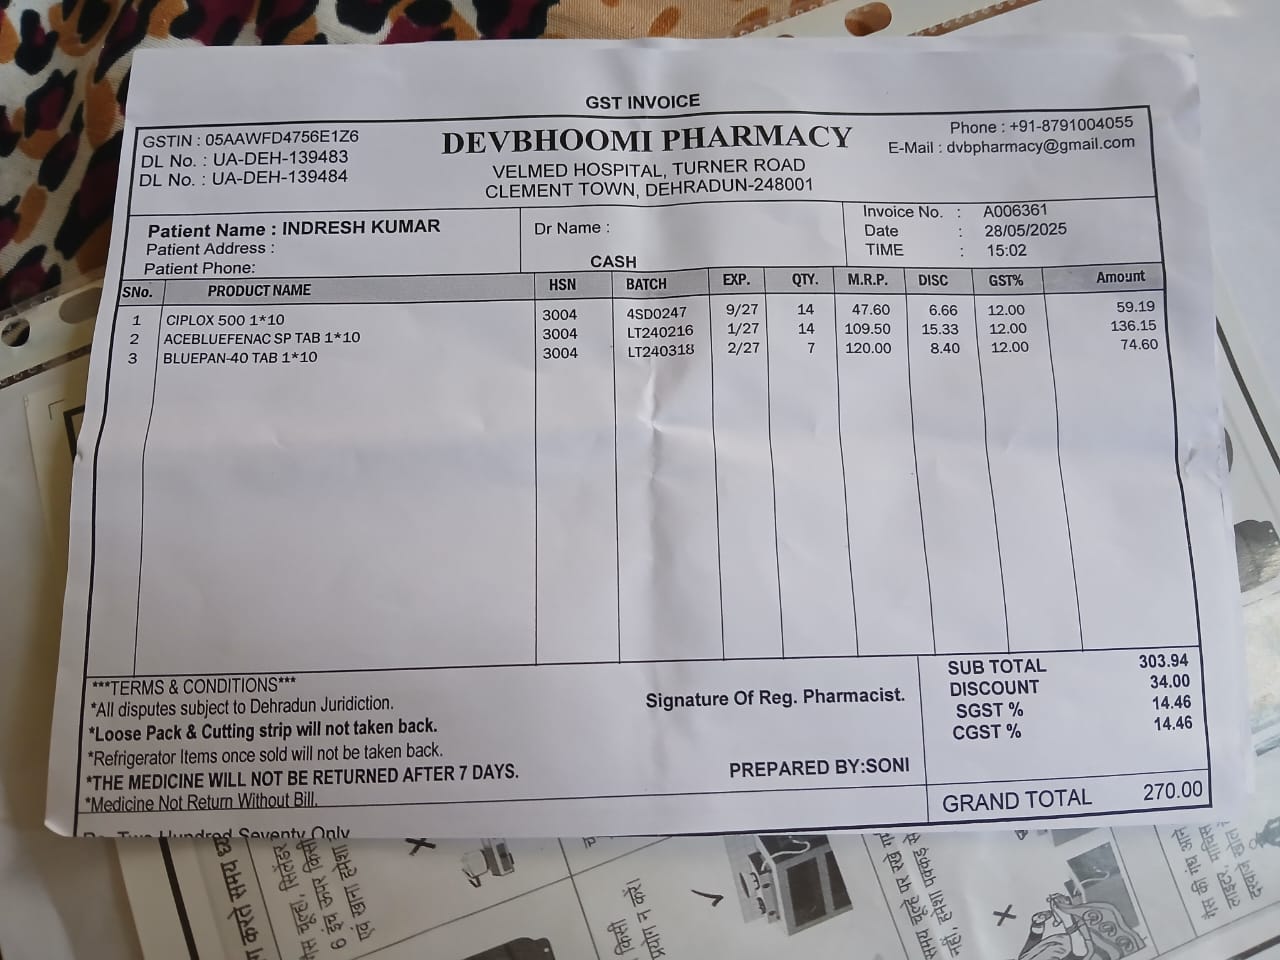 GST INVOICE
GSTIN : 05AAWFD4756E1Z6
DL No. : UA-DEH-139483
DL No. : UA-DEH-139484
DEVBHOOMI PHARMACY
VELMED HOSPITAL, TURNER ROAD
CLEMENT TOWN, DEHRADUN-248001
Phone : +91-8791004055
E-Mail : dvbpharmacy@gmail.com
Patient Name : INDRESH KUMAR
Patient Address :
Patient Phone:
Dr Name :
CASH
Invoice No. : A006361
Date : 28/05/2025
TIME : 15:02
SNo. PRODUCT NAME HSN BATCH EXP. QTY. M.R.P. DISC GST% Amount
1 CIPLOX 500 1*10 3004 4SD0247 9/27 14 47.60 6.66 12.00 59.19
2 ACEBLUEFENAC SP TAB 1*10 3004 LT240216 1/27 14 109.50 15.33 12.00 136.15
3 BLUEPAN-40 TAB 1*10 3004 LT240318 2/27 7 120.00 8.40 12.00 74.60
***TERMS & CONDITIONS***
*All disputes subject to Dehradun Juridiction.
*Loose Pack & Cutting strip will not taken back.
*Refrigerator Items once sold will not be taken back.
*THE MEDICINE WILL NOT BE RETURNED AFTER 7 DAYS.
*Medicine Not Return Without Bill.
Signature Of Reg. Pharmacist.
PREPARED BY:SONI
SUB TOTAL 303.94
DISCOUNT 34.00
SGST % 14.46
CGST % 14.46
GRAND TOTAL 270.00
Two Hundred Seventy Only